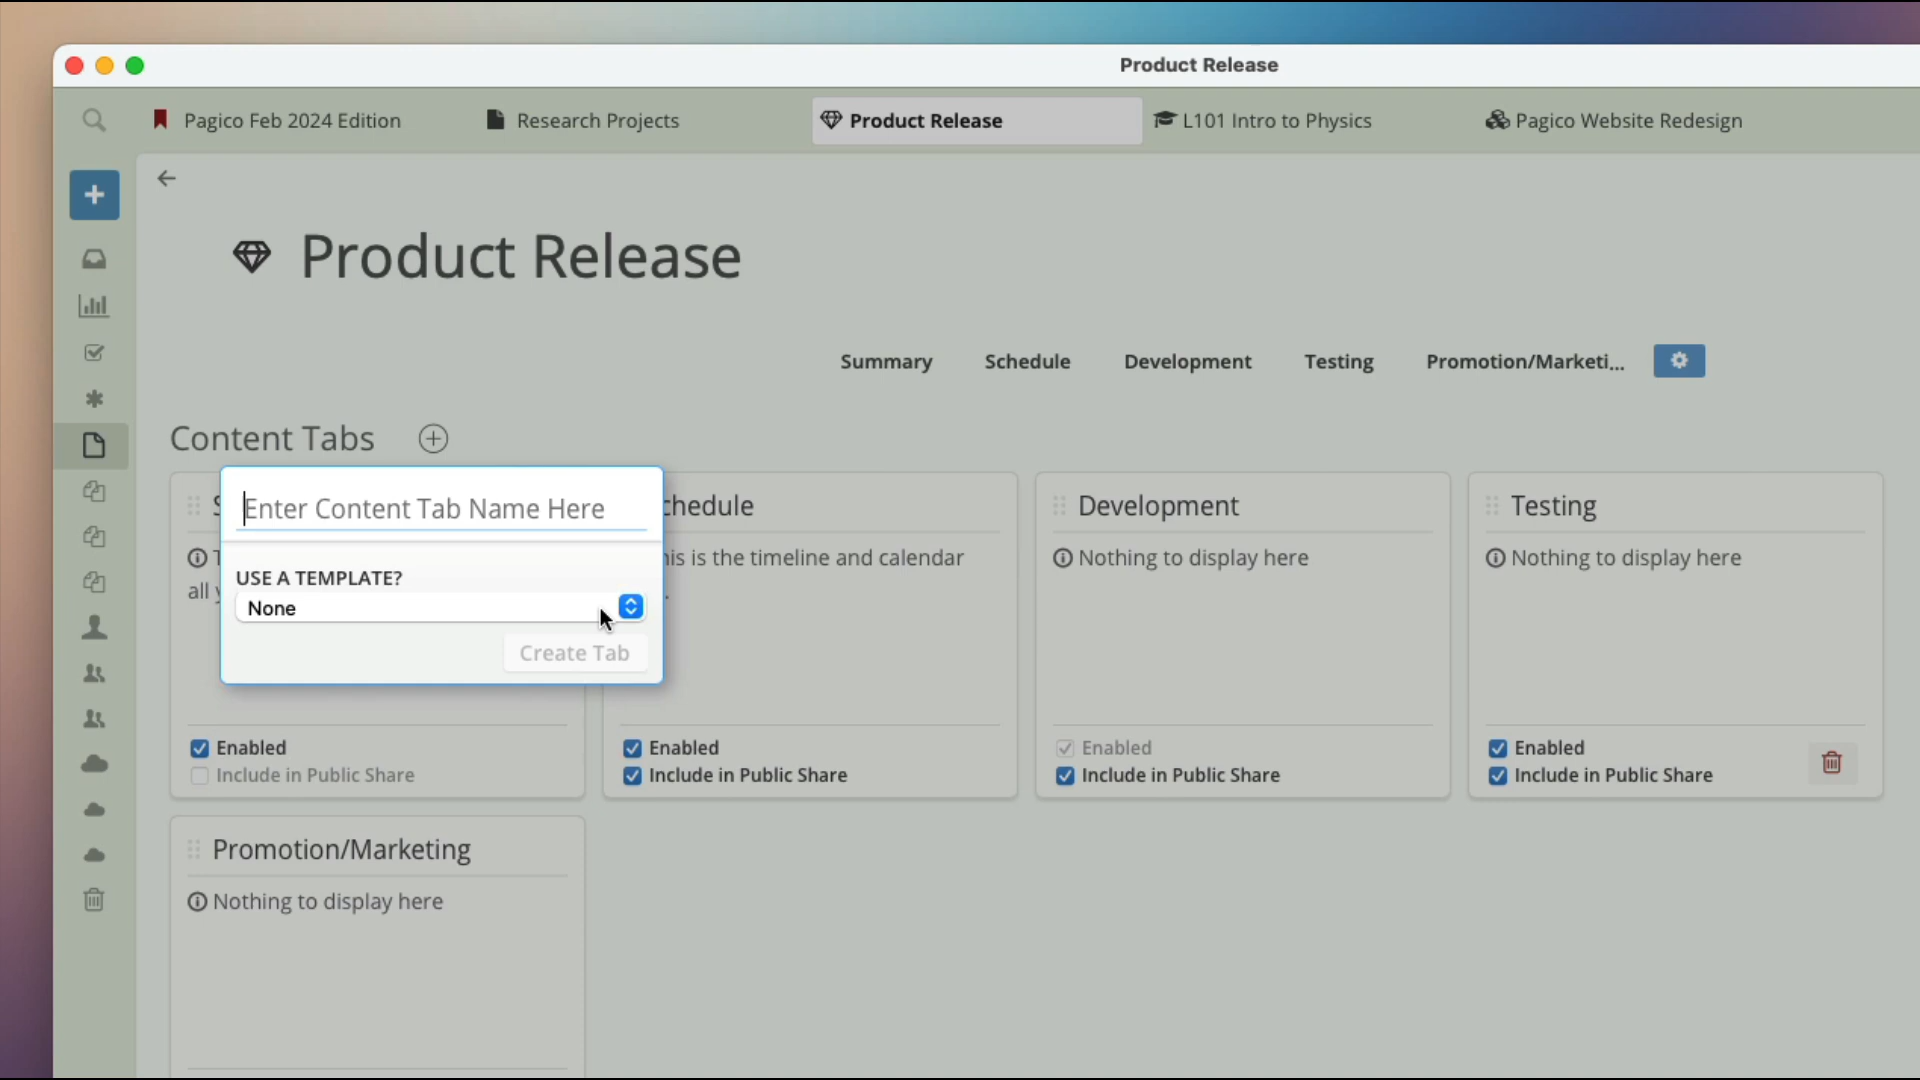 Product Release
Pagico Feb 2024 Edition
Research Projects
Product Release
L101 Intro to Physics
Pagico Website Redesign
Product Release
Summary
Schedule
Development
Testing
Promotion/Marketi...
Content Tabs
Enter Content Tab Name Here
USE A TEMPLATE?
None
Create Tab
S
T
all y
Enabled
Include in Public Share
chedule
his is the timeline and calendar
.
Enabled
Include in Public Share
Development
Nothing to display here
Enabled
Include in Public Share
Testing
Nothing to display here
Enabled
Include in Public Share
Promotion/Marketing
Nothing to display here